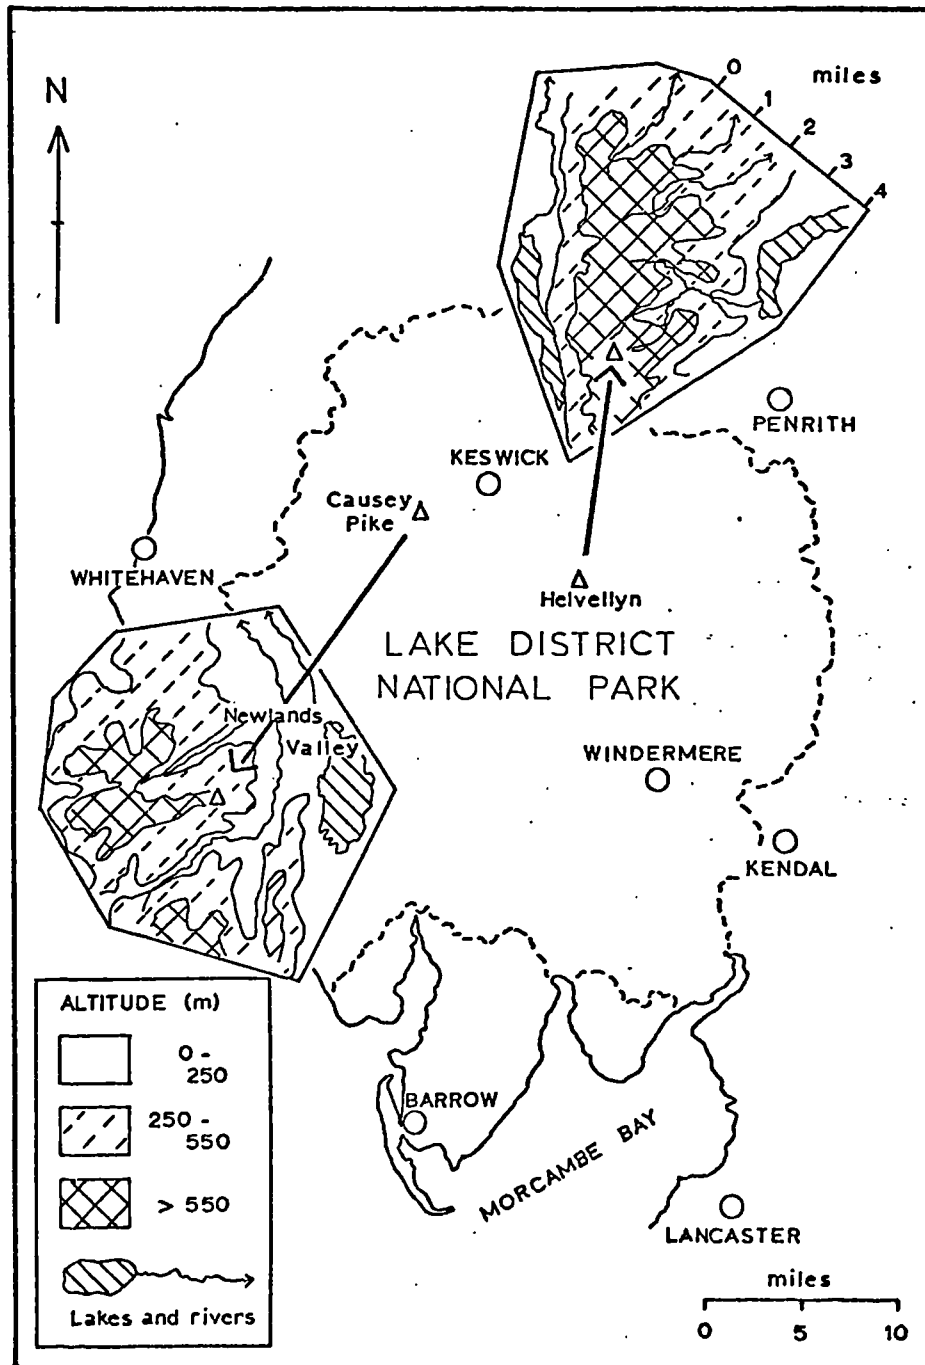 N
0
miles
1
2
3
4
PENRITH
KESWICK
Causey
Pike
WHITEHAVEN
Helvellyn
LAKE DISTRICT
NATIONAL PARK
Newlands
Valley
WINDERMERE
KENDAL
ALTITUDE (m)
0 -
250
250 -
550
> 550
Lakes and rivers
BARROW
MORCAMBE BAY
LANCASTER
miles
0 5 10